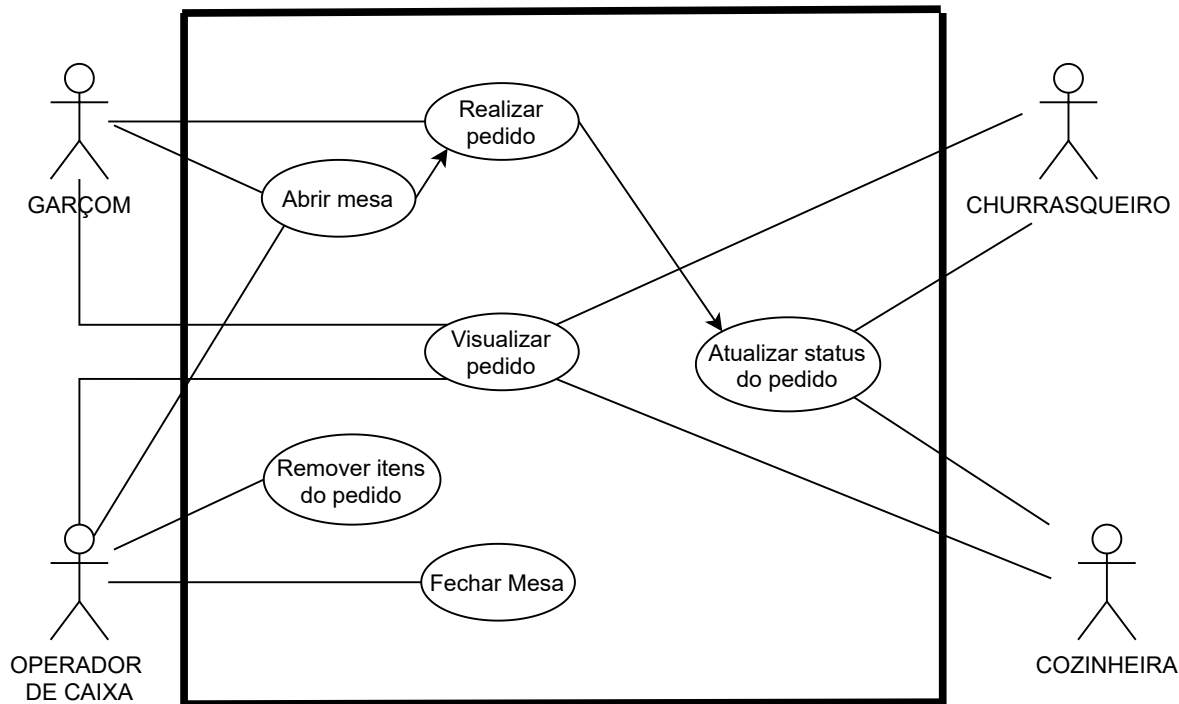 Realizar
pedido
GARÇOM
Abrir mesa
CHURRASQUEIRO
Visualizar
pedido
Atualizar status
do pedido
Remover itens
do pedido
Fechar Mesa
OPERADOR
DE CAIXA
COZINHEIRA